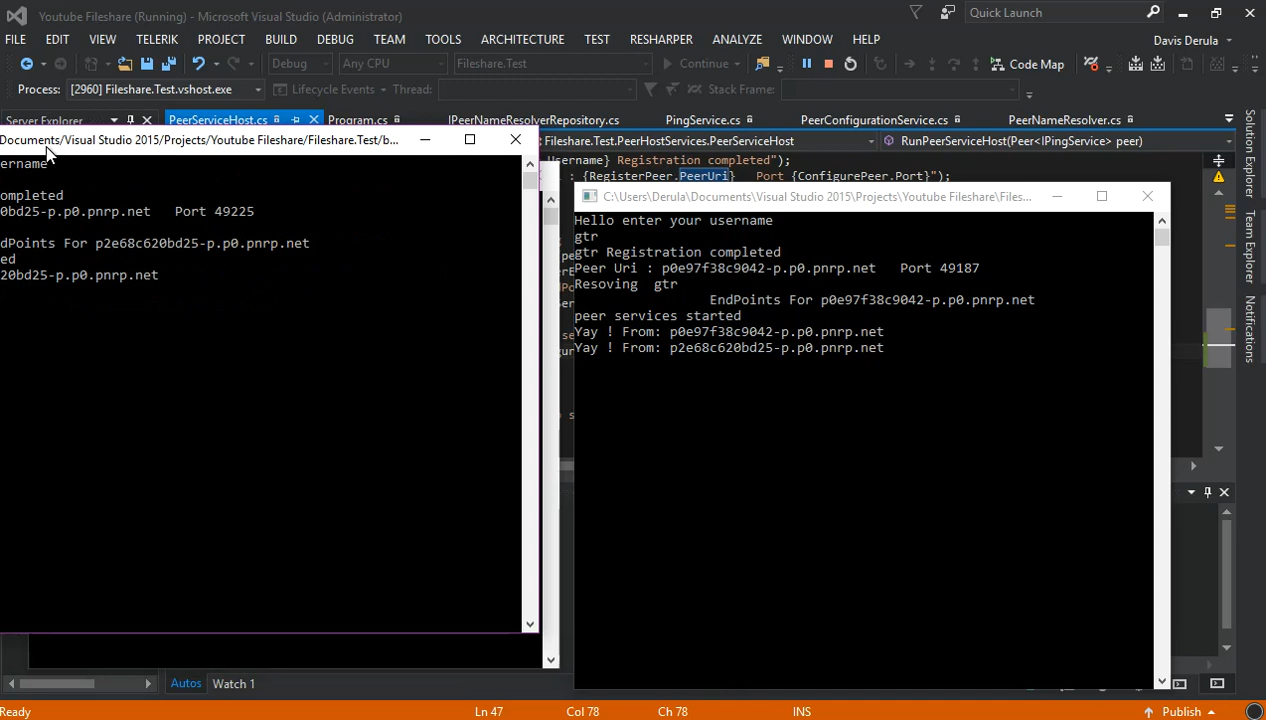 Youtube Fileshare (Running) - Microsoft Visual Studio (Administrator)
Quick Launch
FILE EDIT VIEW TELERIK PROJECT BUILD DEBUG TEAM TOOLS ARCHITECTURE TEST RESHARPER ANALYZE WINDOW HELP
Davis Derula
Debug Any CPU Fileshare.Test Continue Code Map
Process: [2960] Fileshare.Test.vshost.exe Lifecycle Events Thread: Stack Frame:
Server Explorer PeerServiceHost.cs Program.cs IPeerNameResolverRepository.cs PingService.cs PeerConfigurationService.cs PeerNameResolver.cs
Fileshare.Test.PeerHostServices.PeerServiceHost RunPeerServiceHost(Peer<IPingService> peer)
Username} Registration completed");
: {RegisterPeer.PeerUri} Port {ConfigurePeer.Port}");
Documents/Visual Studio 2015/Projects/Youtube Fileshare/Fileshare.Test/b...
ername
ompleted
0bd25-p.p0.pnrp.net Port 49225
dPoints For p2e68c620bd25-p.p0.pnrp.net
ed
20bd25-p.p0.pnrp.net
C:\Users\Derula\Documents\Visual Studio 2015\Projects\Youtube Fileshare\Files...
Hello enter your username
gtr
gtr Registration completed
Peer Uri : p0e97f38c9042-p.p0.pnrp.net Port 49187
Resoving gtr
EndPoints For p0e97f38c9042-p.p0.pnrp.net
peer services started
Yay ! From: p0e97f38c9042-p.p0.pnrp.net
Yay ! From: p2e68c620bd25-p.p0.pnrp.net
Solution Explorer
Team Explorer
Notifications
Autos Watch 1
Ready Ln 47 Col 78 Ch 78 INS Publish